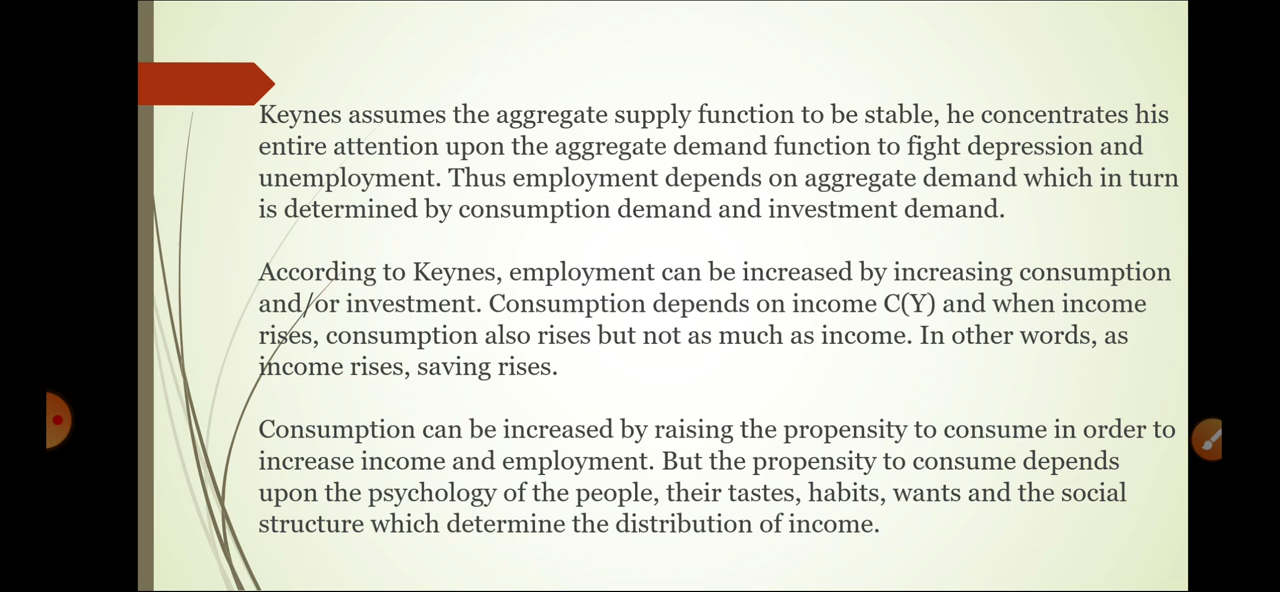 Keynes assumes the aggregate supply function to be stable, he concentrates his
entire attention upon the aggregate demand function to fight depression and
unemployment. Thus employment depends on aggregate demand which in turn
is determined by consumption demand and investment demand.
According to Keynes, employment can be increased by increasing consumption
and/or investment. Consumption depends on income C(Y) and when income
rises, consumption also rises but not as much as income. In other words, as
income rises, saving rises.
Consumption can be increased by raising the propensity to consume in order to
increase income and employment. But the propensity to consume depends
upon the psychology of the people, their tastes, habits, wants and the social
structure which determine the distribution of income.